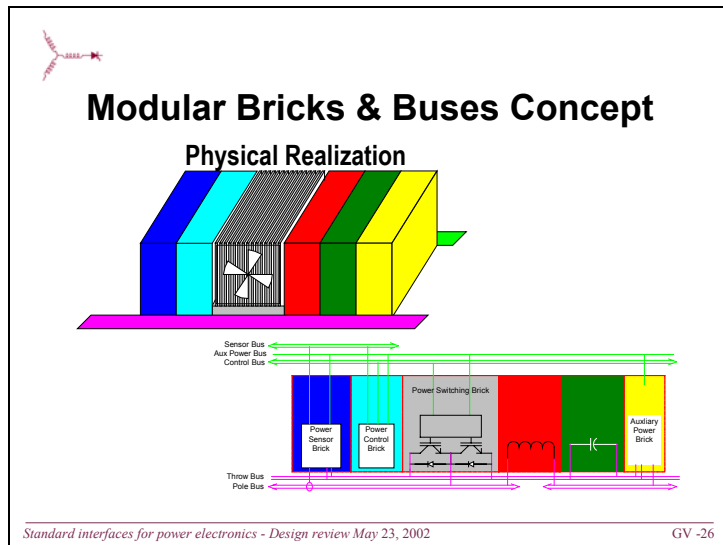 Modular Bricks & Buses Concept
Physical Realization
Sensor Bus
Aux Power Bus
Control Bus
Power Switching Brick
Power
Sensor
Brick
Power
Control
Brick
Auxliary
Power
Brick
Throw Bus
Pole Bus
Standard interfaces for power electronics - Design review May 23, 2002
GV -26